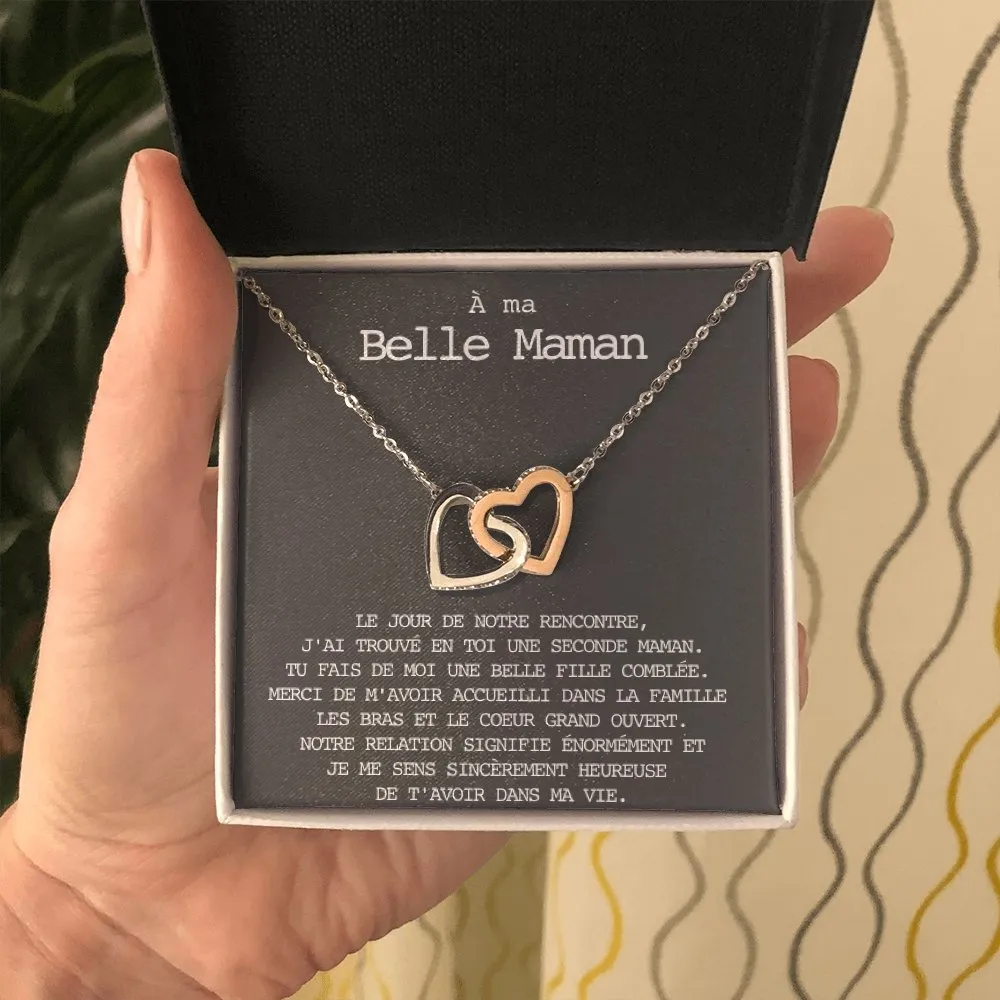 À ma
Belle Maman
LE JOUR DE NOTRE RENCONTRE,
J'AI TROUVÉ EN TOI UNE SECONDE MAMAN.
TU FAIS DE MOI UNE BELLE FILLE COMBLÉE.
MERCI DE M'AVOIR ACCUEILLI DANS LA FAMILLE
LES BRAS ET LE COEUR GRAND OUVERT.
NOTRE RELATION SIGNIFIE ÉNORMÉMENT ET
JE ME SENS SINCÈREMENT HEUREUSE
DE T'AVOIR DANS MA VIE.